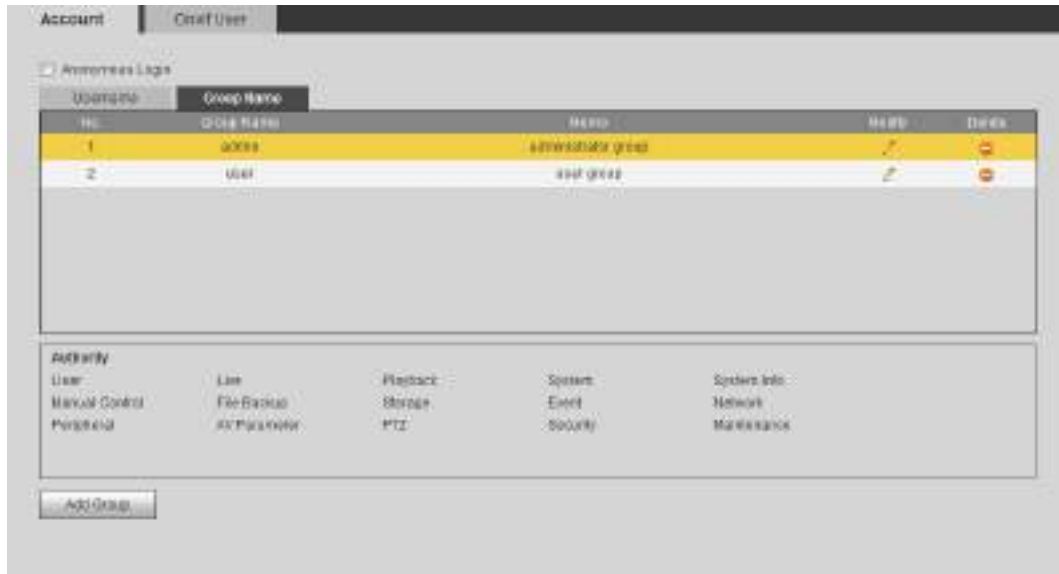 Account Onvif User
Anonymous Login
Username Group Name
No. Group Name Memo Modify Delete
1 admin administrator group
2 user user group
Authority
User Live Playback System System Info
Manual Control File Backup Storage Event Network
Peripheral AV Parameter PTZ Security Maintenance
Add Group